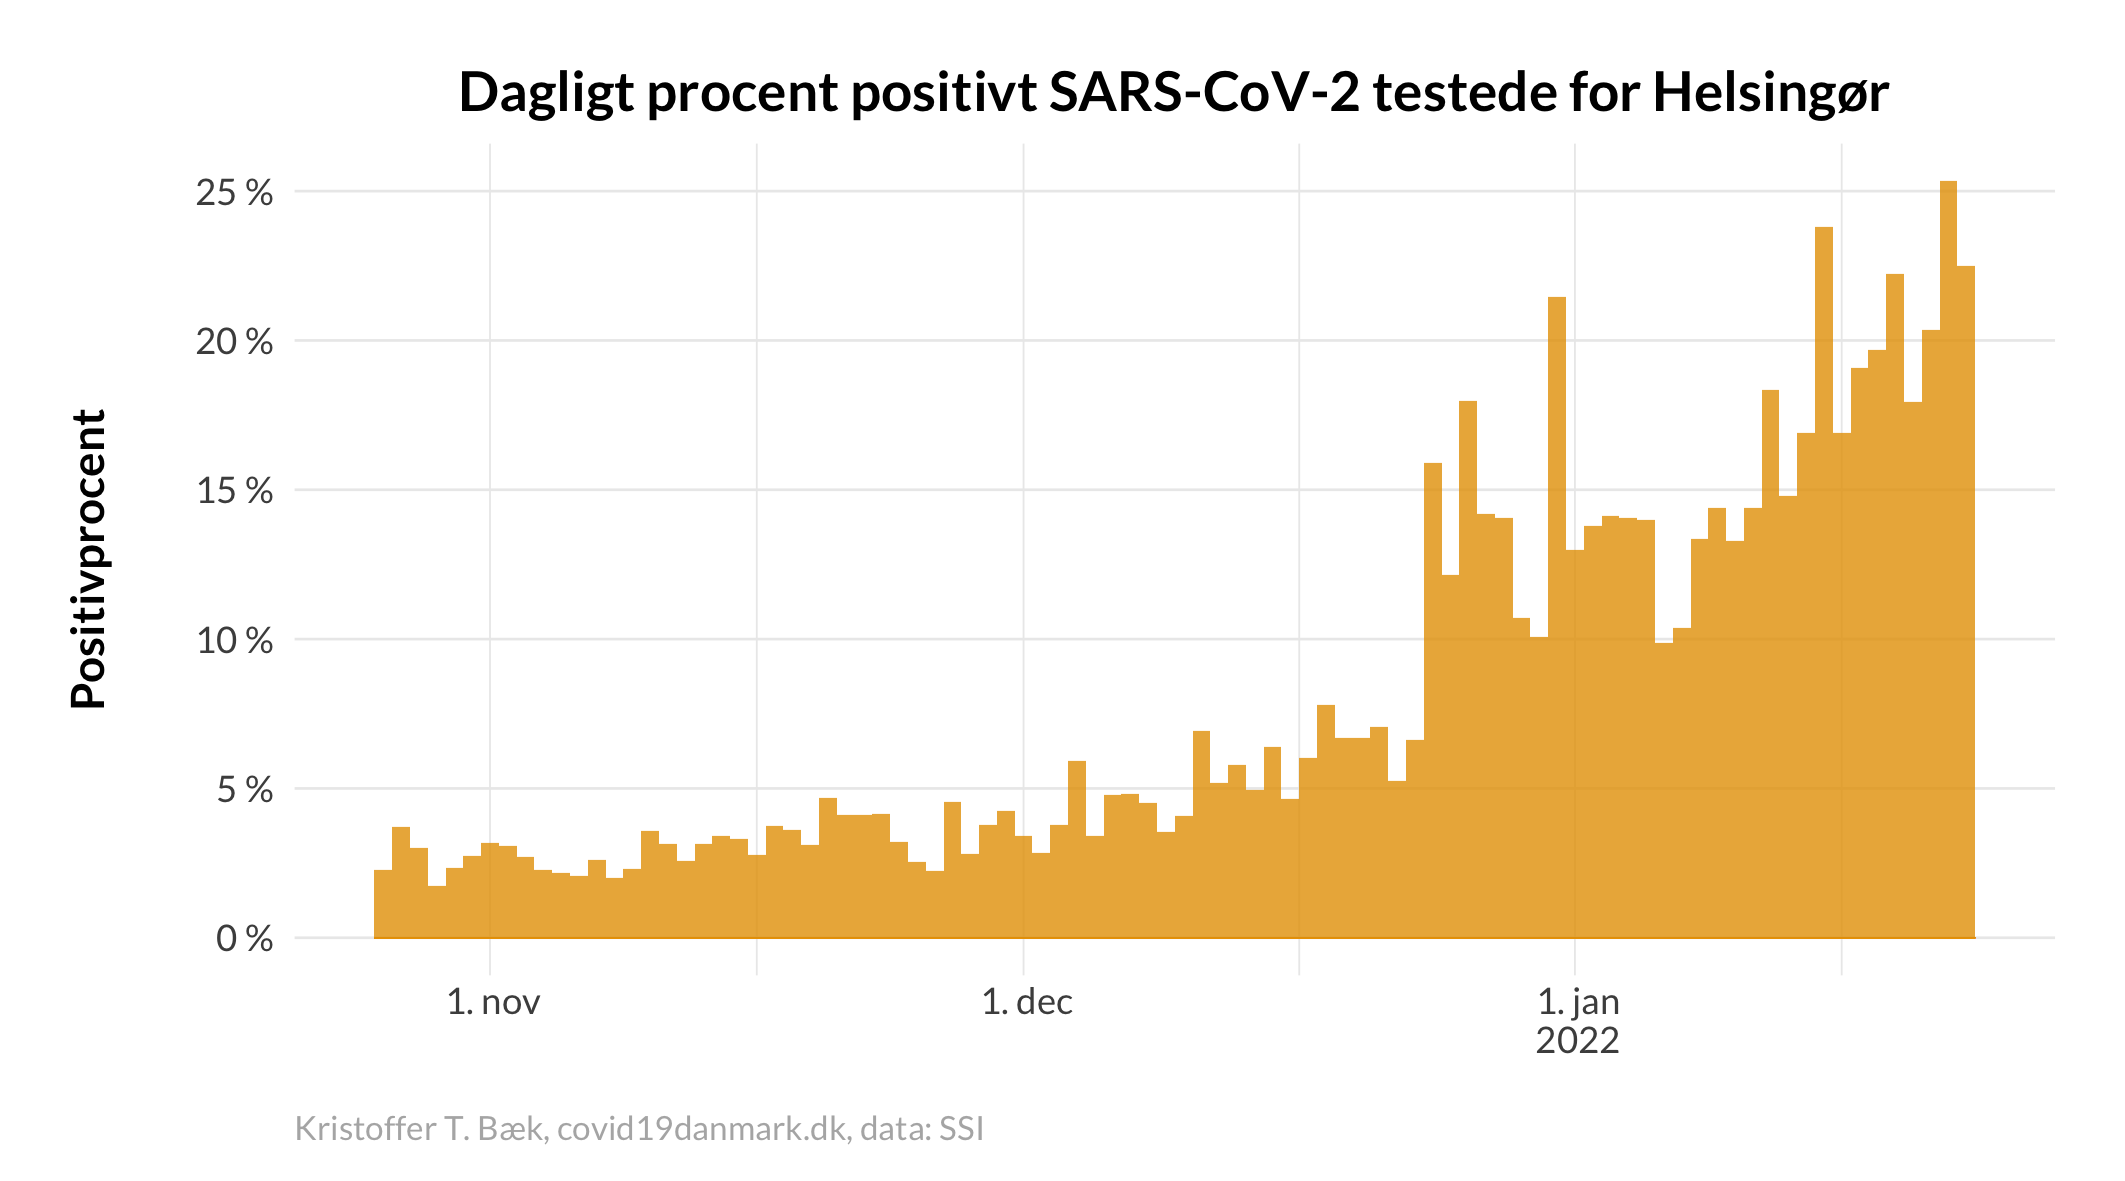 Dagligt procent positivt SARS-CoV-2 testede for Helsingør
Positivprocent
25 %
20 %
15 %
10 %
5 %
0 %
1. nov
1. dec
1. jan
2022
Kristoffer T. Bæk, covid19danmark.dk, data: SSI